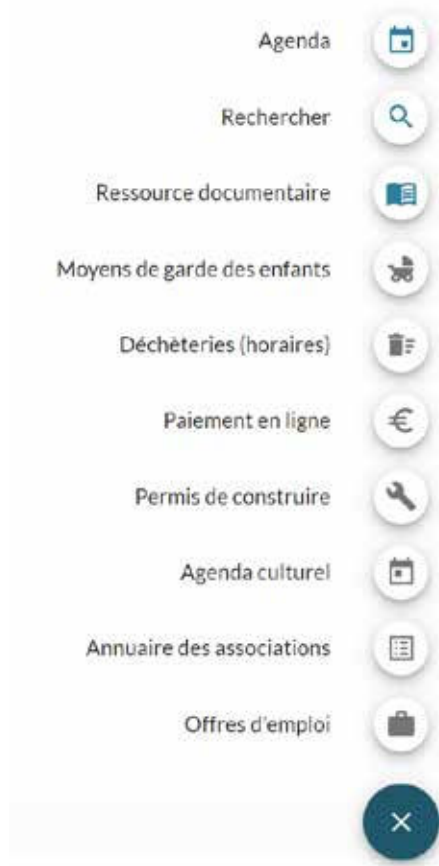 Agenda
Rechercher
Ressource documentaire
Moyens de garde des enfants
Déchèteries (horaires)
Paiement en ligne
Permis de construire
Agenda culturel
Annuaire des associations
Offres d'emploi